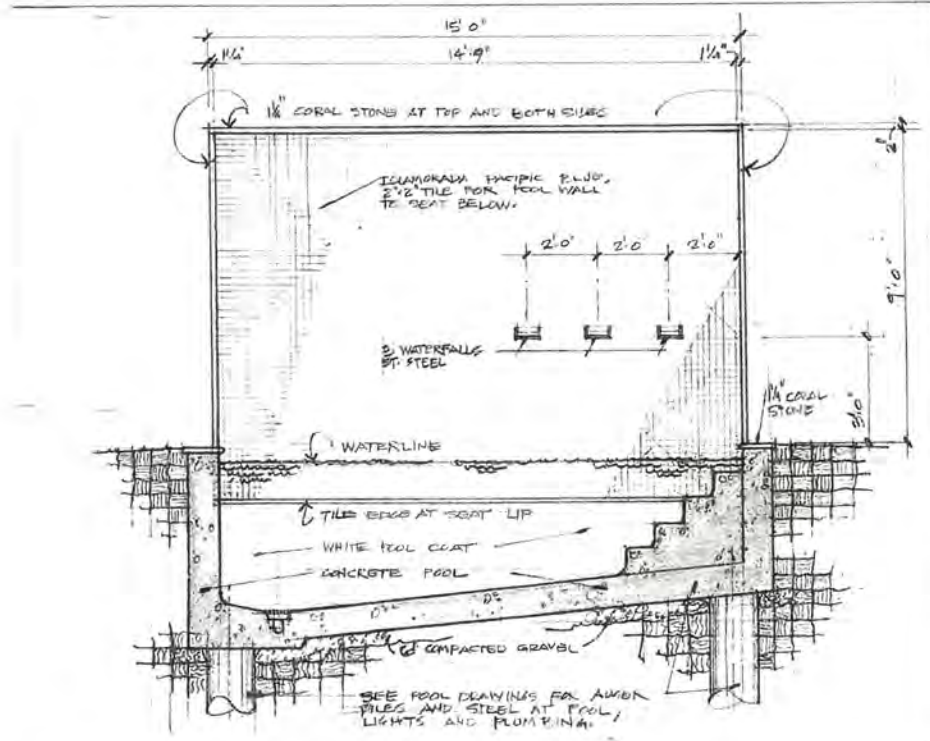 15'0"
1¼"
14'9"
1¼"
1¼" CORAL STONE AT TOP AND BOTH SIDES
2"
ISLAMORADA PACIFIC BLUE,
2"x2" TILE FOR POOL WALL
TO SEAT BELOW.
2'0"
2'0"
2'0"
9'10"
3 WATERFALLS
ST. STEEL
1¼" CORAL
STONE
3'0"
WATERLINE
TILE EDGE AT SEAT LIP
WHITE POOL COAT
CONCRETE POOL
COMPACTED GRAVEL
SEE POOL DRAWINGS FOR AUGER
PILES AND STEEL AT POOL,
LIGHTS AND PLUMBING.